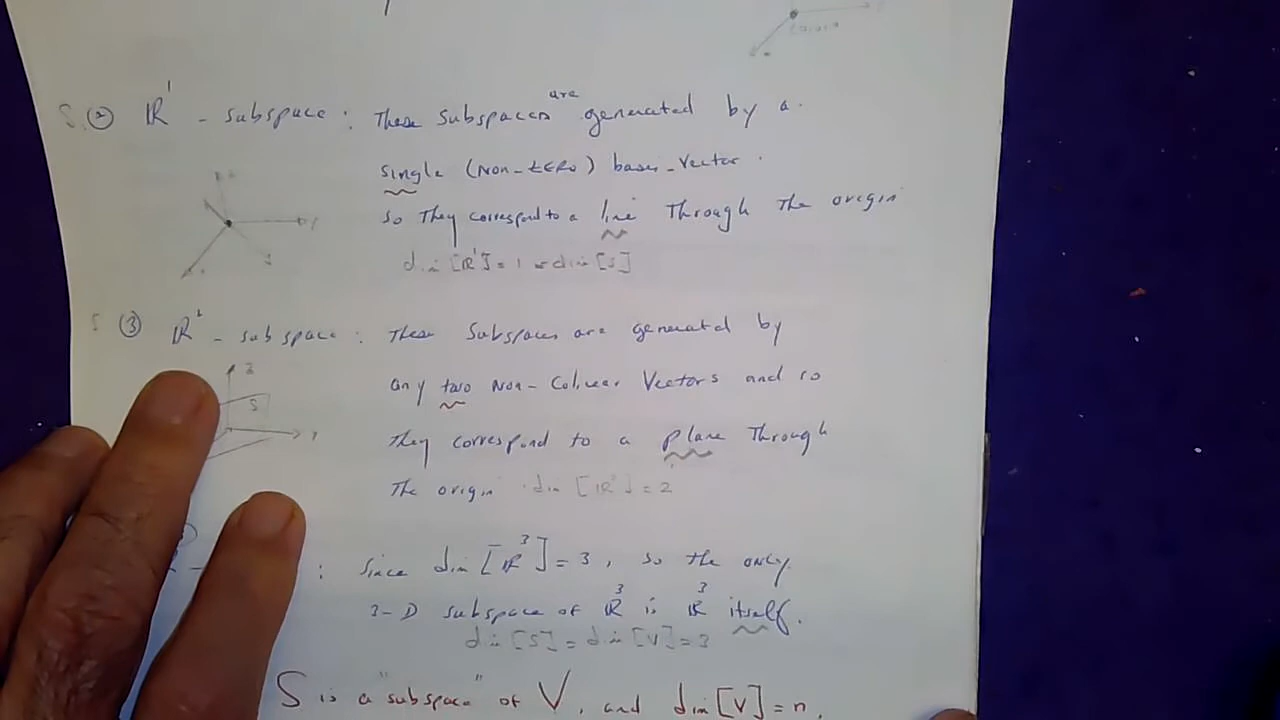 S. ② ℝ¹ - subspace : These subspaces are generated by a
single (non-zero) basis-vector.
so They correspond to a line Through The origin
dim [ℝ¹] = 1 = dim [S]
S ③ ℝ² - subspace : These Subspaces are generated by
any two Non-Colinear Vectors and so
They correspond to a plane Through
The origin . dim [ℝ²] = 2
z
S
y
: Since dim [ℝ³] = 3, so the only
3-D subspace of ℝ³ is ℝ³ itself.
dim [S] = dim [V] = 3
S is a "subspace" of V, and dim [V] = n.